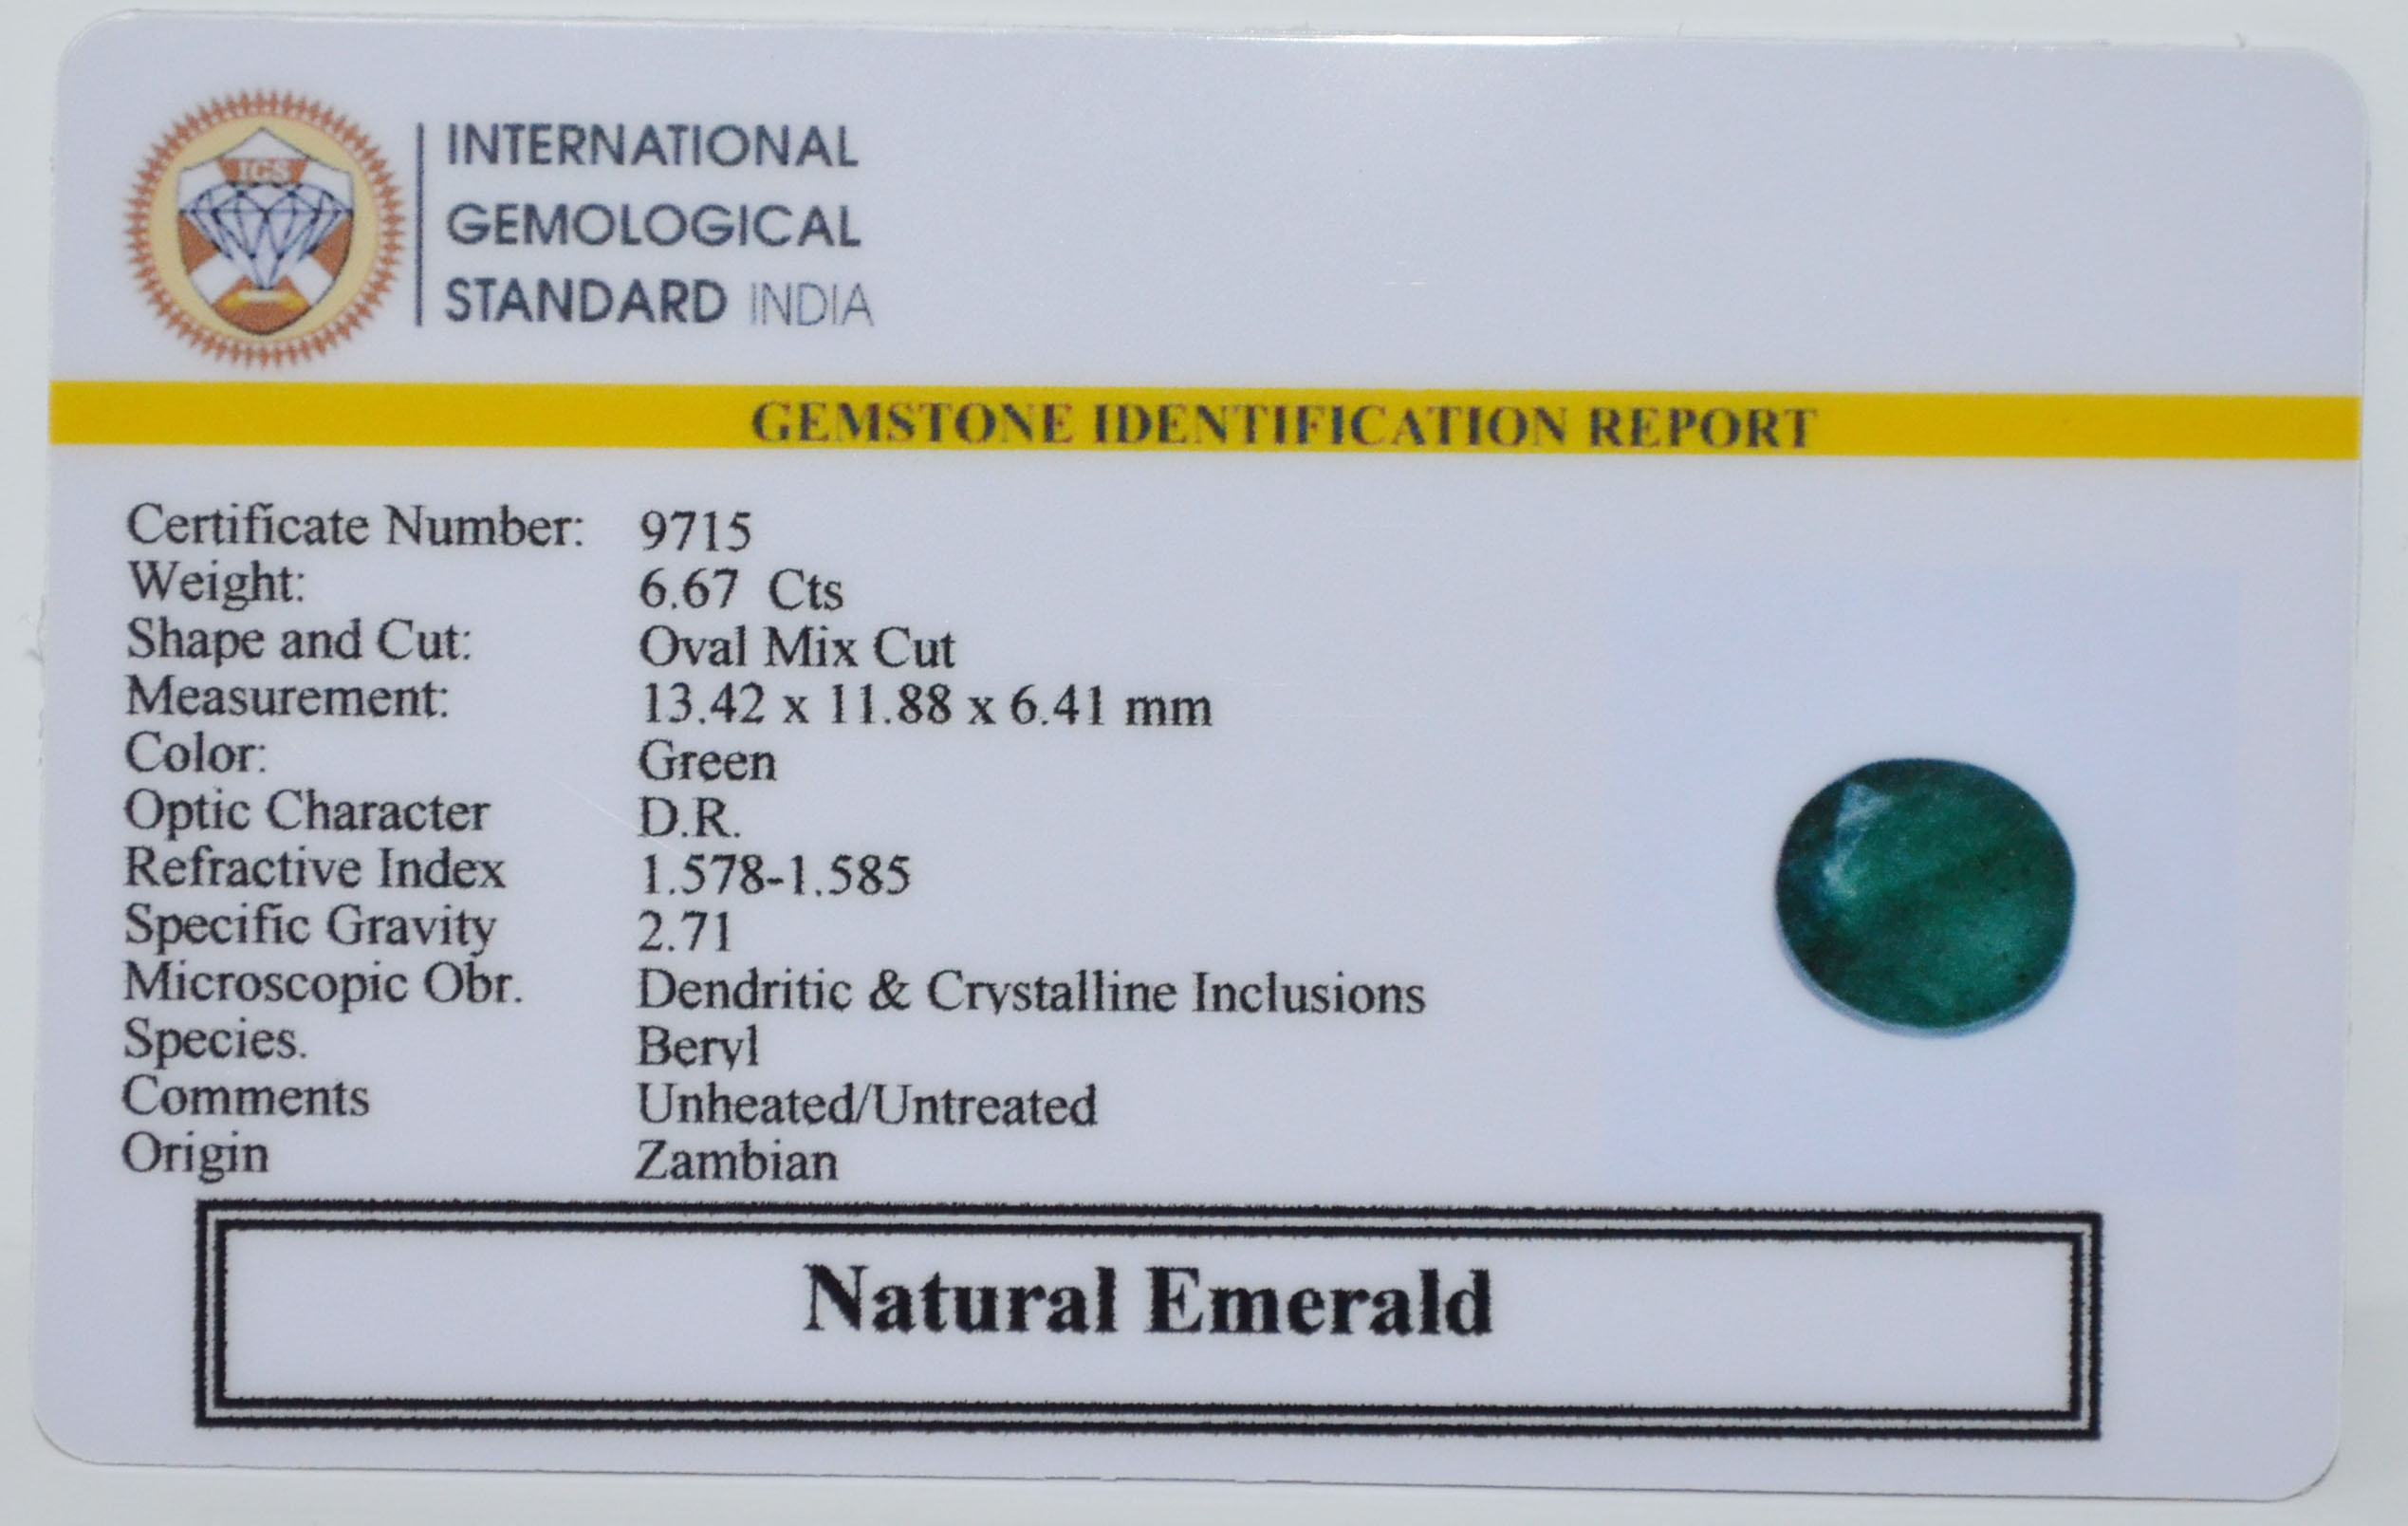 IGS
INTERNATIONAL
GEMOLOGICAL
STANDARD INDIA
GEMSTONE IDENTIFICATION REPORT
Certificate Number: 9715
Weight: 6.67 Cts
Shape and Cut: Oval Mix Cut
Measurement: 13.42 x 11.88 x 6.41 mm
Color: Green
Optic Character D.R.
Refractive Index 1.578-1.585
Specific Gravity 2.71
Microscopic Obr. Dendritic & Crystalline Inclusions
Species. Beryl
Comments Unheated/Untreated
Origin Zambian
Natural Emerald